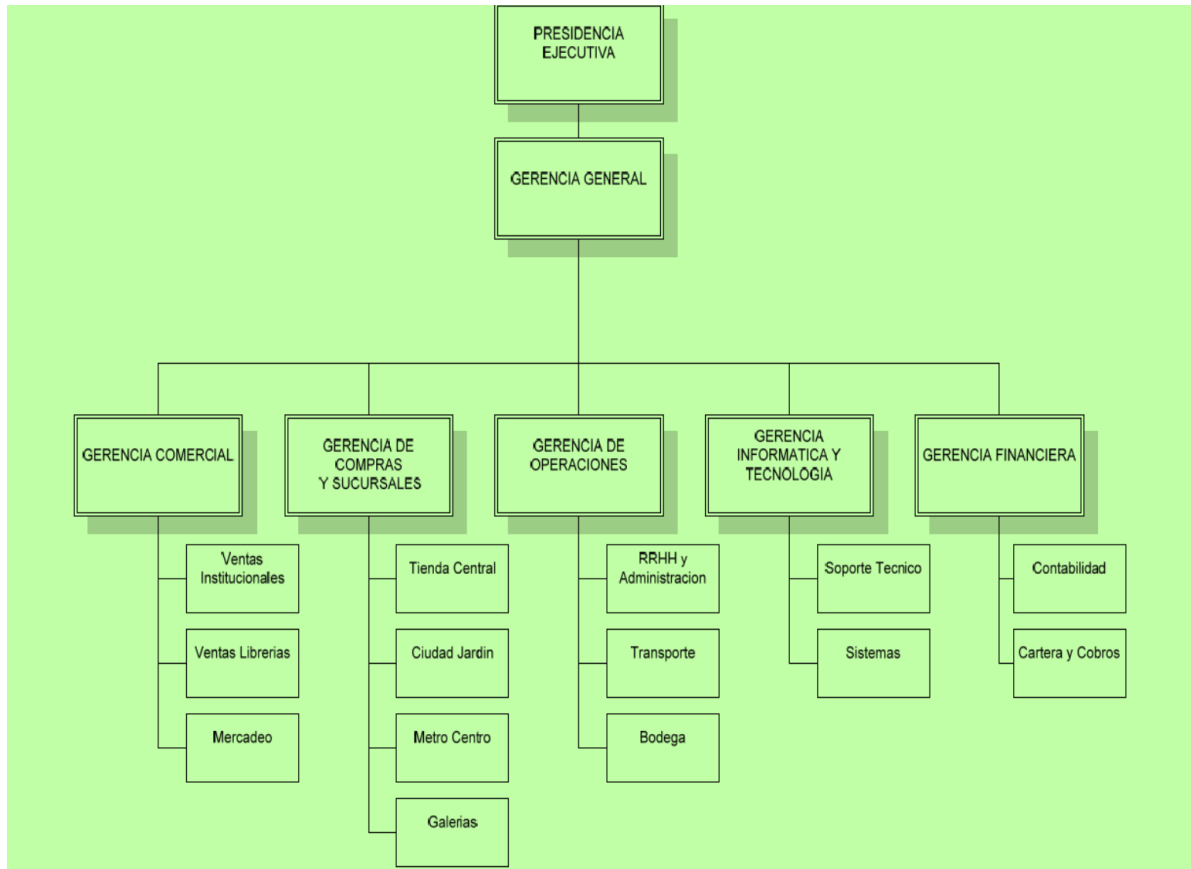 PRESIDENCIA
EJECUTIVA
GERENCIA GENERAL
GERENCIA COMERCIAL
GERENCIA DE
COMPRAS
Y SUCURSALES
GERENCIA DE
OPERACIONES
GERENCIA
INFORMATICA Y
TECNOLOGIA
GERENCIA FINANCIERA
Ventas
Institucionales
Ventas Librerias
Mercadeo
Tienda Central
Ciudad Jardin
Metro Centro
Galerias
RRHH y
Administracion
Transporte
Bodega
Soporte Tecnico
Sistemas
Contabilidad
Cartera y Cobros